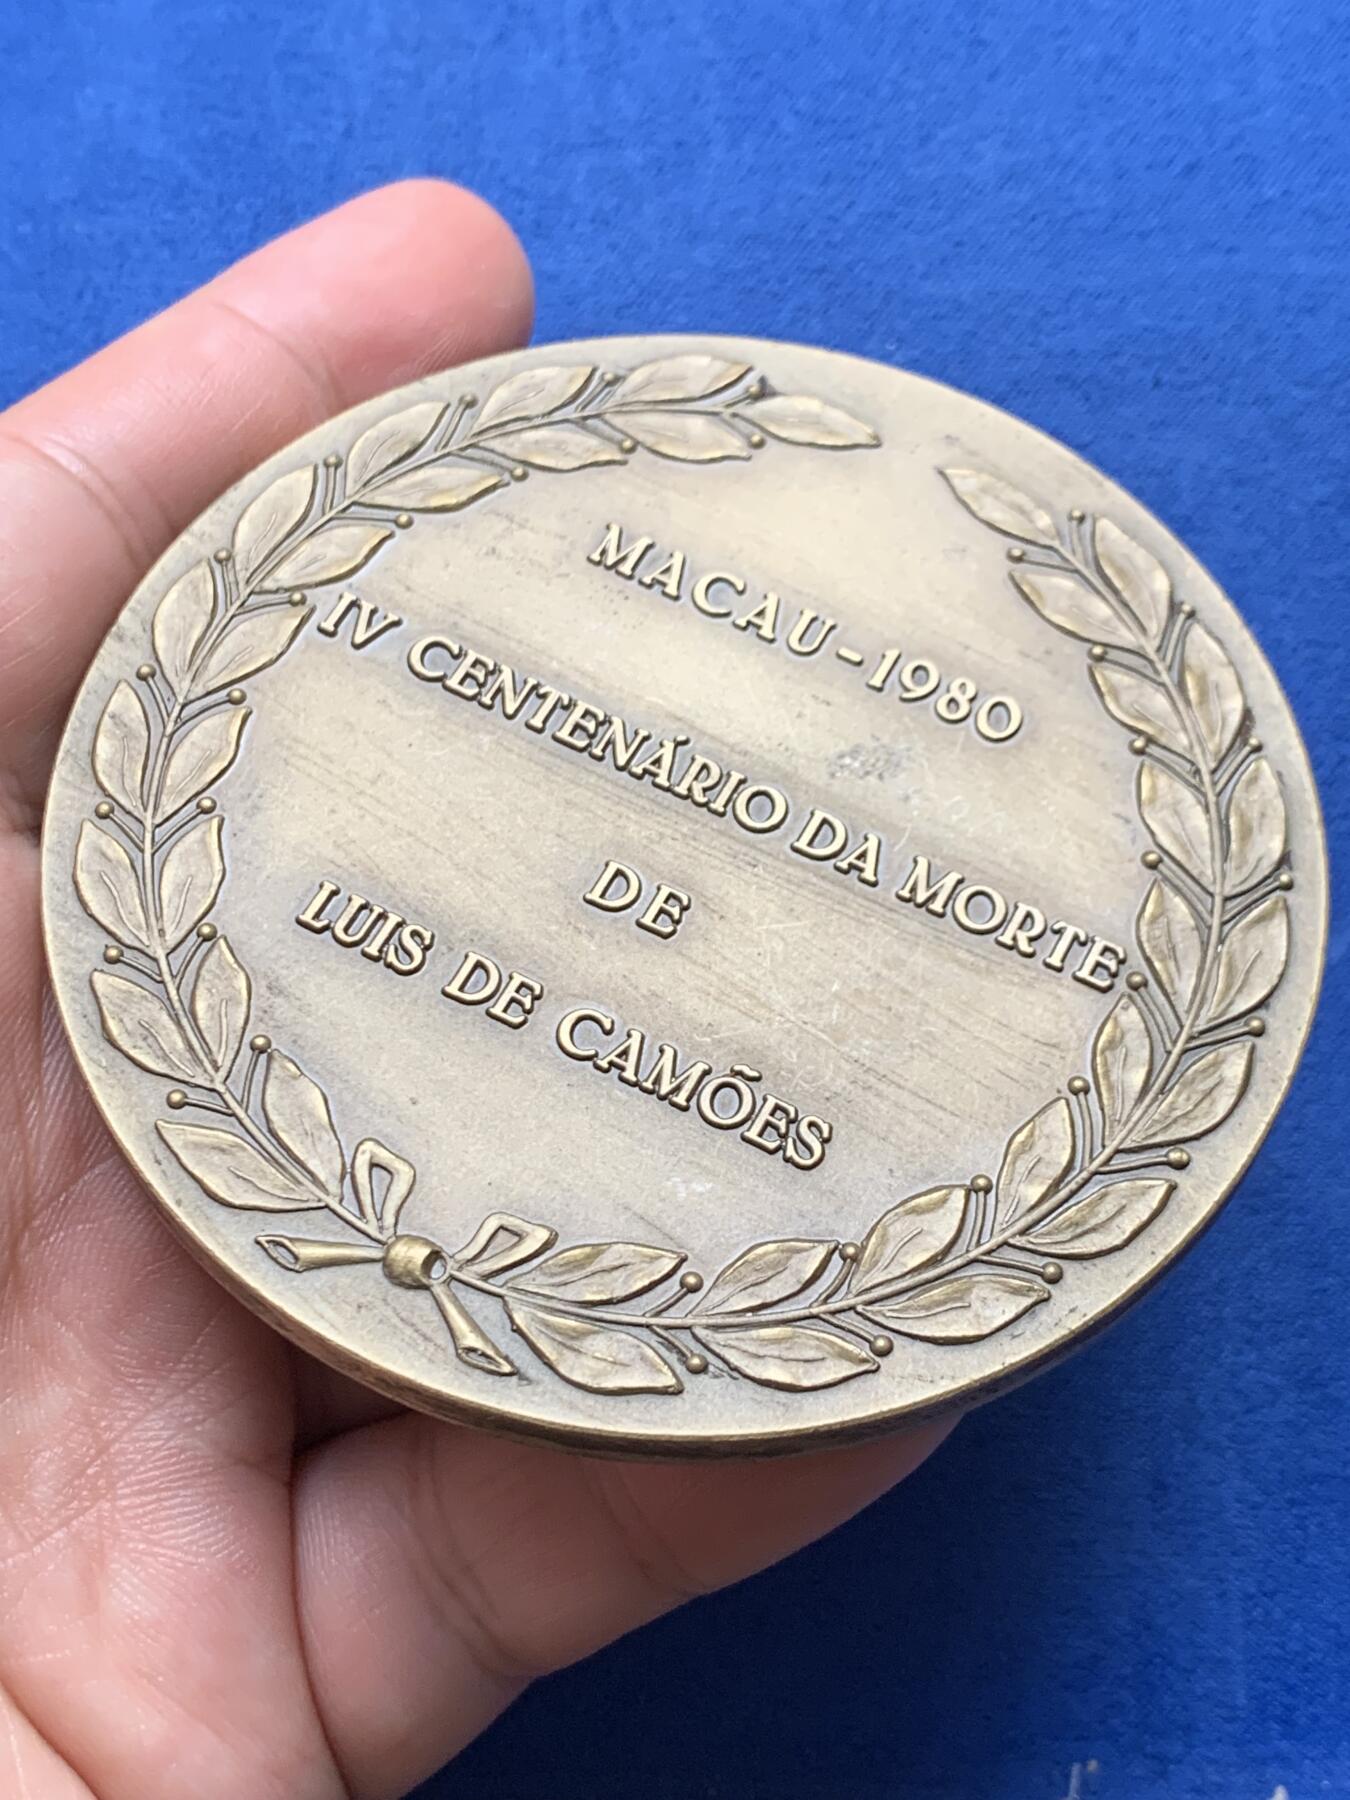 MACAU-1980
IV CENTENÁRIO DA MORTE
DE
LUIS DE CAMÕES